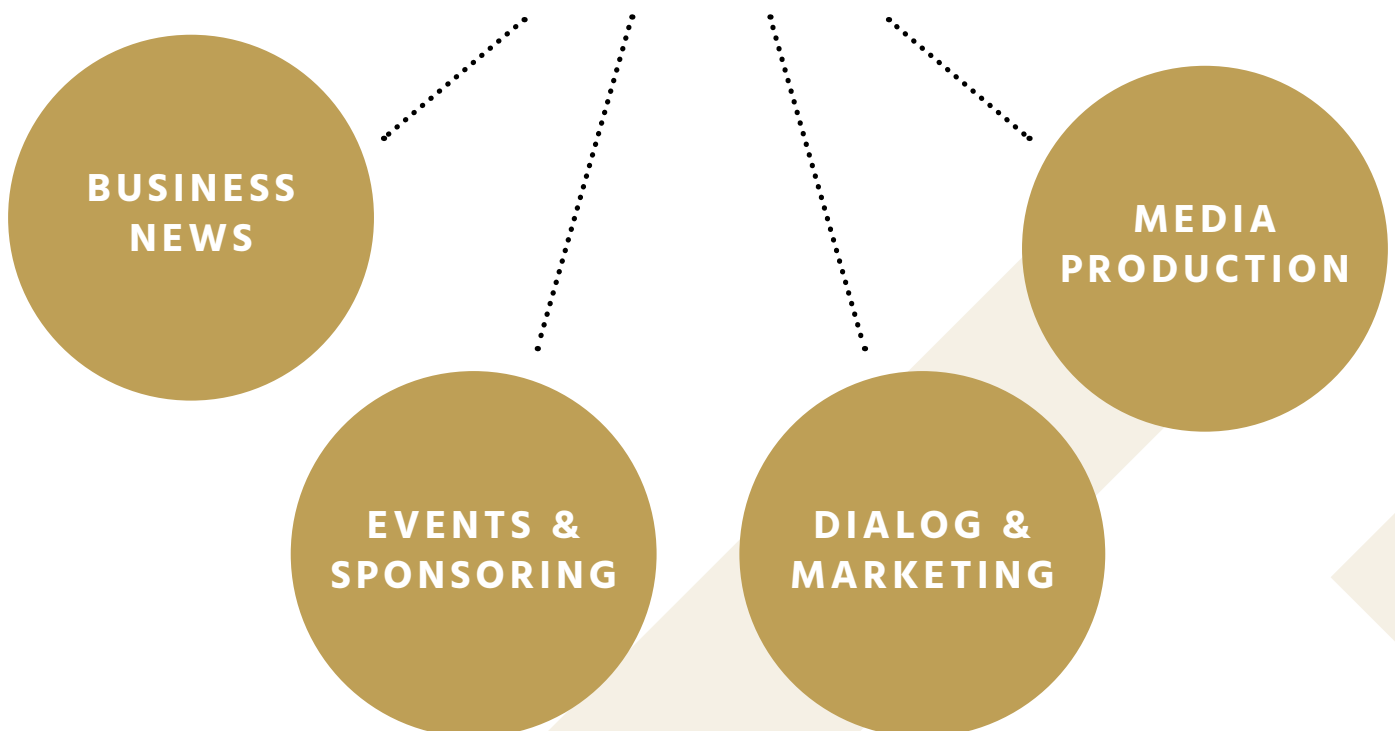 BUSINESS
NEWS
EVENTS &
SPONSORING
DIALOG &
MARKETING
MEDIA
PRODUCTION